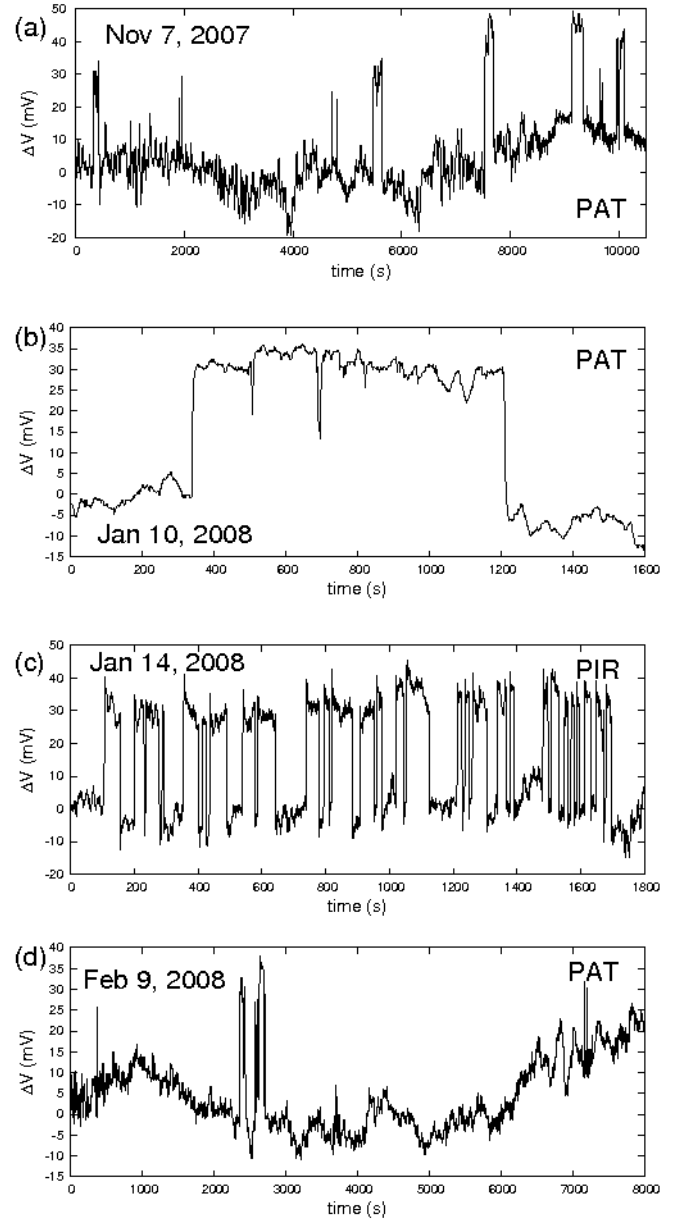 (a)
Nov 7, 2007
50
40
30
20
10
0
-10
-20
ΔV (mV)
PAT
0 2000 4000 6000 8000 10000
time (s)
(b)
40
35
30
25
20
15
10
5
0
-5
-10
-15
ΔV (mV)
PAT
Jan 10, 2008
0 200 400 600 800 1000 1200 1400 1600
time (s)
(c)
Jan 14, 2008 PIR
50
40
30
20
10
0
-10
-20
ΔV (mV)
0 200 400 600 800 1000 1200 1400 1600 1800
time (s)
(d)
Feb 9, 2008 PAT
40
35
30
25
20
15
10
5
0
-5
-10
-15
ΔV (mV)
0 1000 2000 3000 4000 5000 6000 7000 8000
time (s)